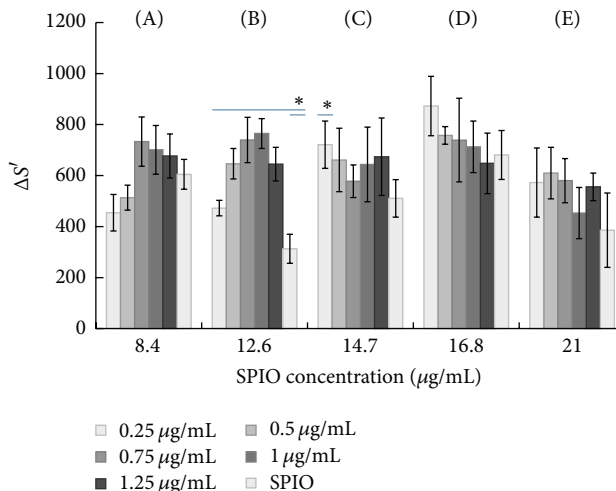 (A) (B) (C) (D) (E)
1200
1000
800
600
400
200
0
ΔS′
* *
8.4 12.6 14.7 16.8 21
SPIO concentration (μg/mL)
0.25 μg/mL 0.5 μg/mL
0.75 μg/mL 1 μg/mL
1.25 μg/mL SPIO